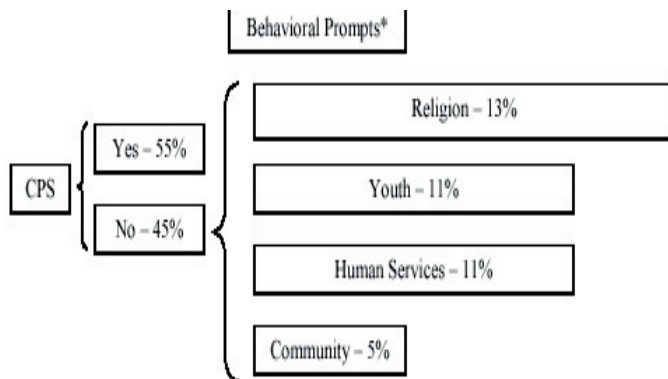 Behavioral Prompts*
Religion – 13%
Yes – 55%
CPS
Youth – 11%
No – 45%
Human Services – 11%
Community – 5%